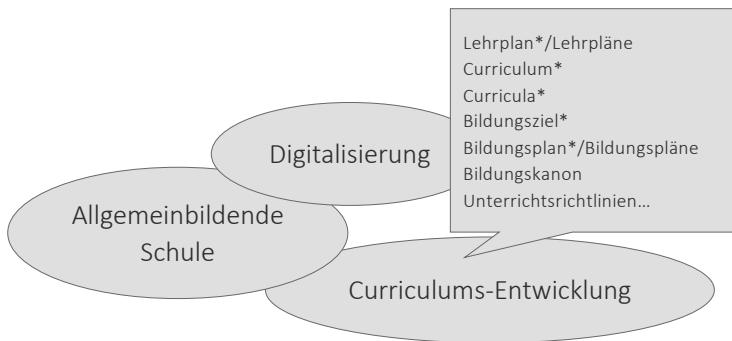 Lehrplan*/Lehrpläne
Curriculum*
Curricula*
Bildungsziel*
Bildungsplan*/Bildungspläne
Bildungskanon
Unterrichtsrichtlinien…
Digitalisierung
Allgemeinbildende
Schule
Curriculums-Entwicklung